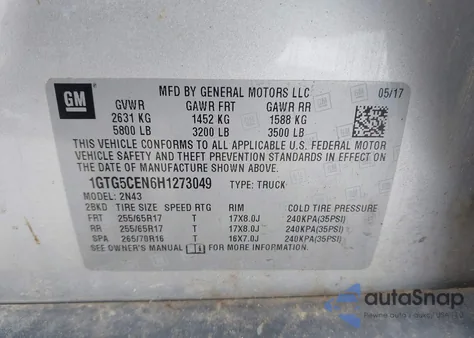 GM
MFD BY GENERAL MOTORS LLC 05/17
GVWR GAWR FRT GAWR RR
2631 KG 1452 KG 1588 KG
5800 LB 3200 LB 3500 LB
THIS VEHICLE CONFORMS TO ALL APPLICABLE U.S. FEDERAL MOTOR
VEHICLE SAFETY AND THEFT PREVENTION STANDARDS IN EFFECT ON
THE DATE OF MANUFACTURE SHOWN ABOVE.
1GTG5CEN6H1273049 TYPE: TRUCK
MODEL: 2N43
2BKD TIRE SIZE SPEED RTG RIM COLD TIRE PRESSURE
FRT 255/65R17 T 17X8.0J 240KPA(35PSI)
RR 255/65R17 T 17X8.0J 240KPA(35PSI)
SPA 265/70R16 T 16X7.0J 240KPA(35PSI)
SEE OWNER'S MANUAL FOR MORE INFORMATION.
autoSnap